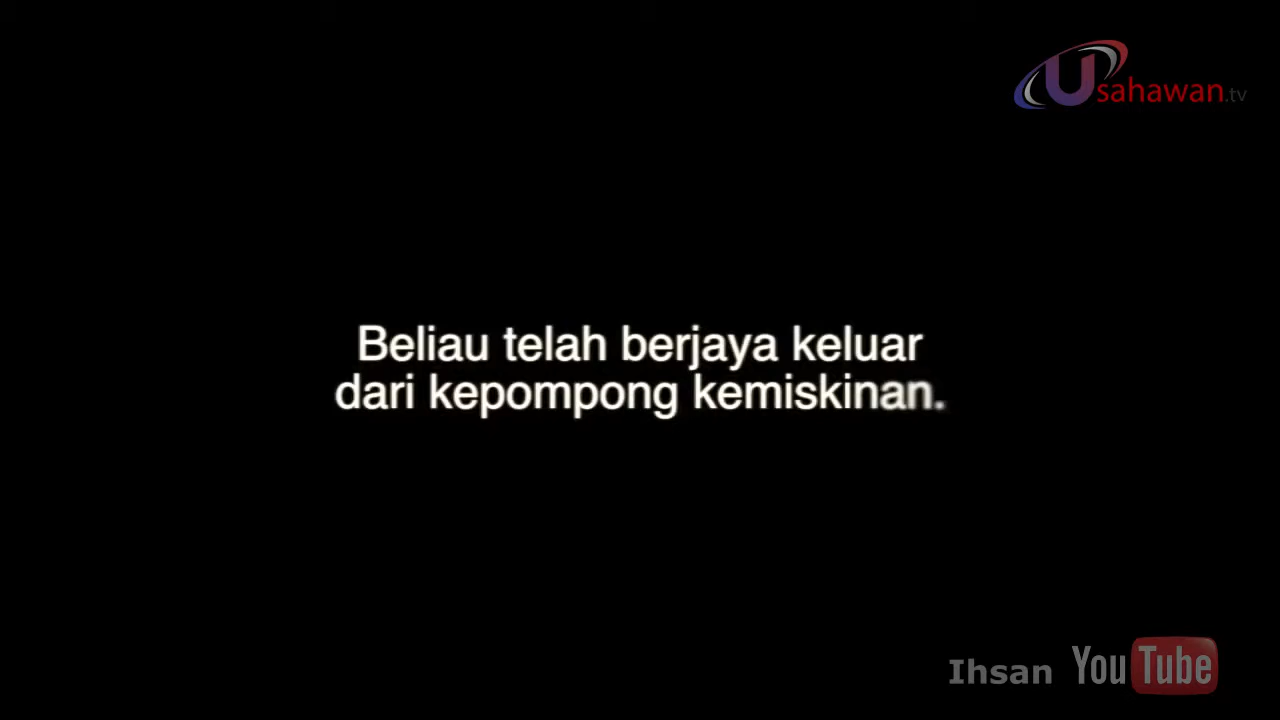 Usahawan.tv
Beliau telah berjaya keluar
dari kepompong kemiskinan.
Ihsan YouTube